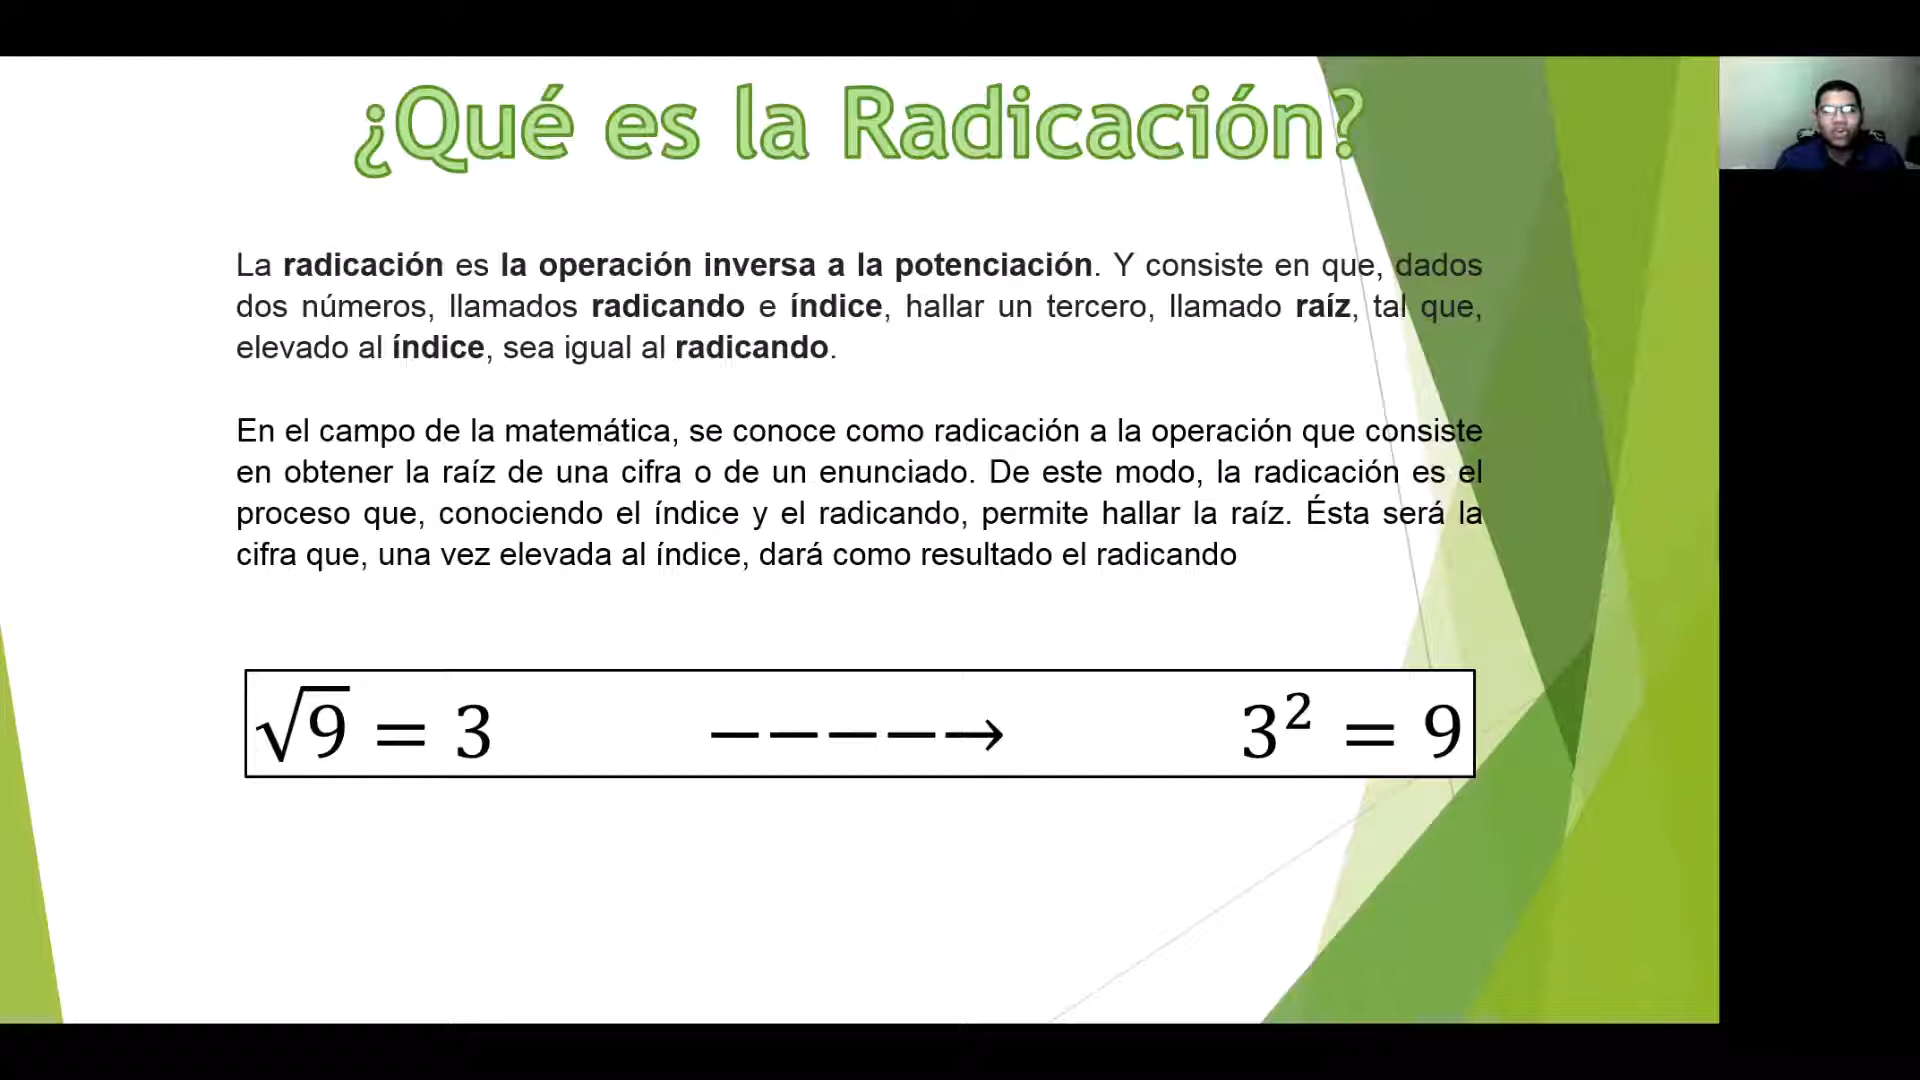 ¿Qué es la Radicación?
La radicación es la operación inversa a la potenciación. Y consiste en que, dados
dos números, llamados radicando e índice, hallar un tercero, llamado raíz, tal que,
elevado al índice, sea igual al radicando.
En el campo de la matemática, se conoce como radicación a la operación que consiste
en obtener la raíz de una cifra o de un enunciado. De este modo, la radicación es el
proceso que, conociendo el índice y el radicando, permite hallar la raíz. Ésta será la
cifra que, una vez elevada al índice, dará como resultado el radicando
√9 = 3 −−−−→ 3² = 9